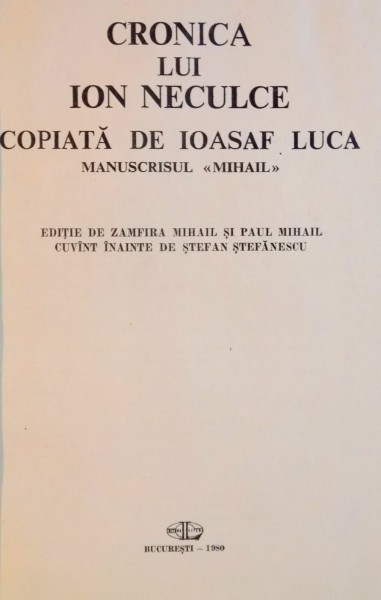 CRONICA
LUI
ION NECULCE
COPIATĂ DE IOASAF LUCA
MANUSCRISUL «MIHAIL»
EDIȚIE DE ZAMFIRA MIHAIL ȘI PAUL MIHAIL
CUVÎNT ÎNAINTE DE ȘTEFAN ȘTEFĂNESCU
BUCUREȘTI – 1980